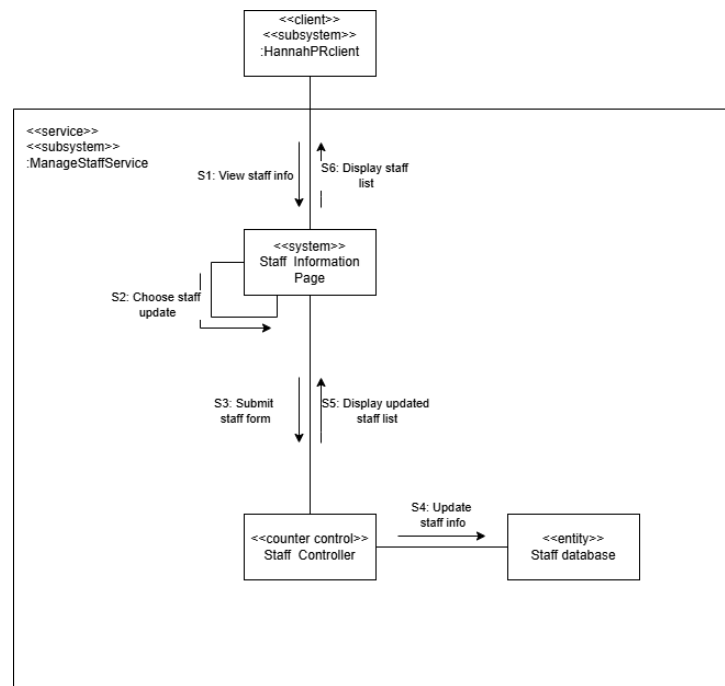 <<client>>
<<subsystem>>
:HannahPRclient
<<service>>
<<subsystem>>
:ManageStaffService
S1: View staff info
S6: Display staff
list
<<system>>
Staff Information
Page
S2: Choose staff
update
S3: Submit
staff form
S5: Display updated
staff list
<<counter control>>
Staff Controller
S4: Update
staff info
<<entity>>
Staff database